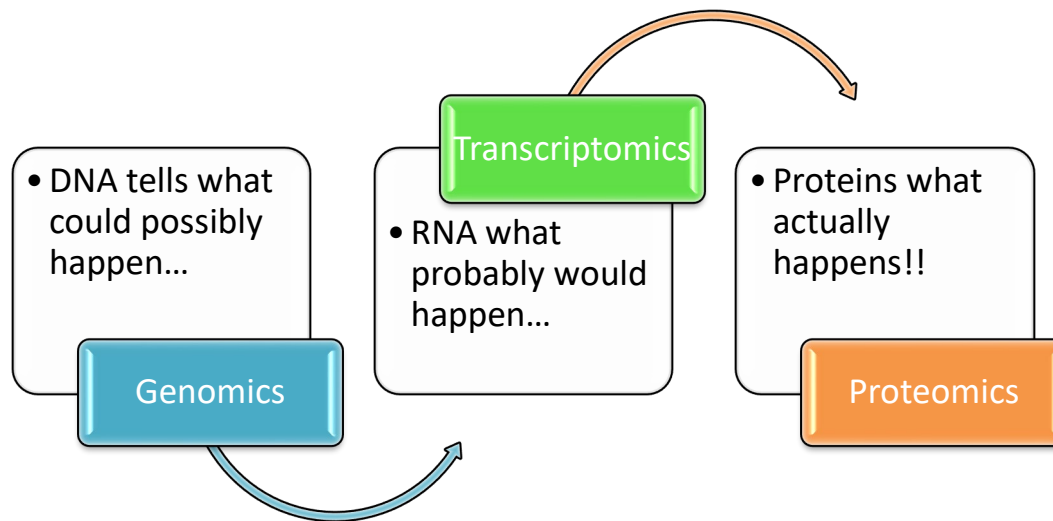 • DNA tells what
could possibly
happen…
Genomics
Transcriptomics
• RNA what
probably would
happen…
• Proteins what
actually
happens!!
Proteomics